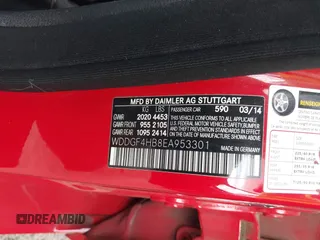 MFD BY DAIMLER AG STUTTGART
PASSENGER CAR 590 03/14
KG LBS
GVWR 2020 4453
GAWR FRONT 955 2105
GAWR REAR 1095 2414
THIS VEHICLE CONFORMS TO ALL
APPLICABLE U.S. FEDERAL
MOTOR VEHICLE SAFETY, BUMPER,
AND THEFT PREVENTION STANDARDS
IN EFFECT ON THE DATE OF
MANUFACTURE SHOWN ABOVE
WDDGF4HB8EA953301
MADE IN GERMANY
DREAMBID